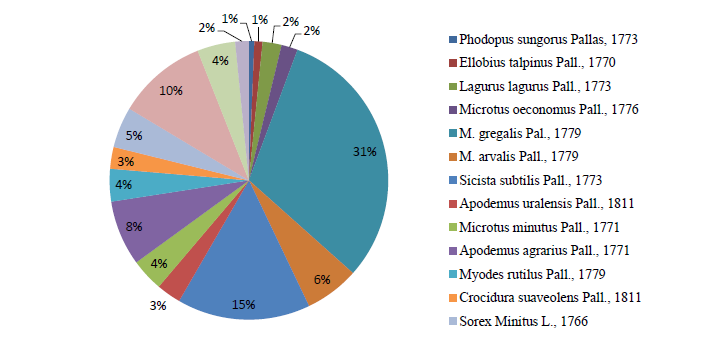 2%
1%
1%
2%
2%
31%
6%
15%
3%
4%
8%
4%
3%
5%
10%
4%
Phodopus sungorus Pallas, 1773
Ellobius talpinus Pall., 1770
Lagurus lagurus Pall., 1773
Microtus oeconomus Pall., 1776
M. gregalis Pal., 1779
M. arvalis Pall., 1779
Sicista subtilis Pall., 1773
Apodemus uralensis Pall., 1811
Microtus minutus Pall., 1771
Apodemus agrarius Pall., 1771
Myodes rutilus Pall., 1779
Crocidura suaveolens Pall., 1811
Sorex Minitus L., 1766